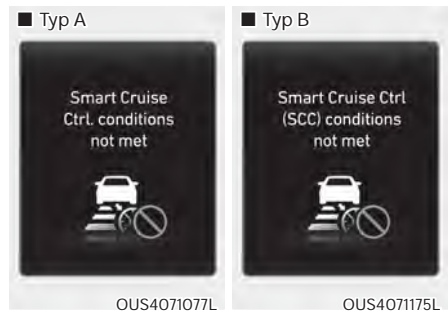 ■ Typ A
Smart Cruise
Ctrl. conditions
not met
OUS4071077L
■ Typ B
Smart Cruise Ctrl
(SCC) conditions
not met
OUS4071175L